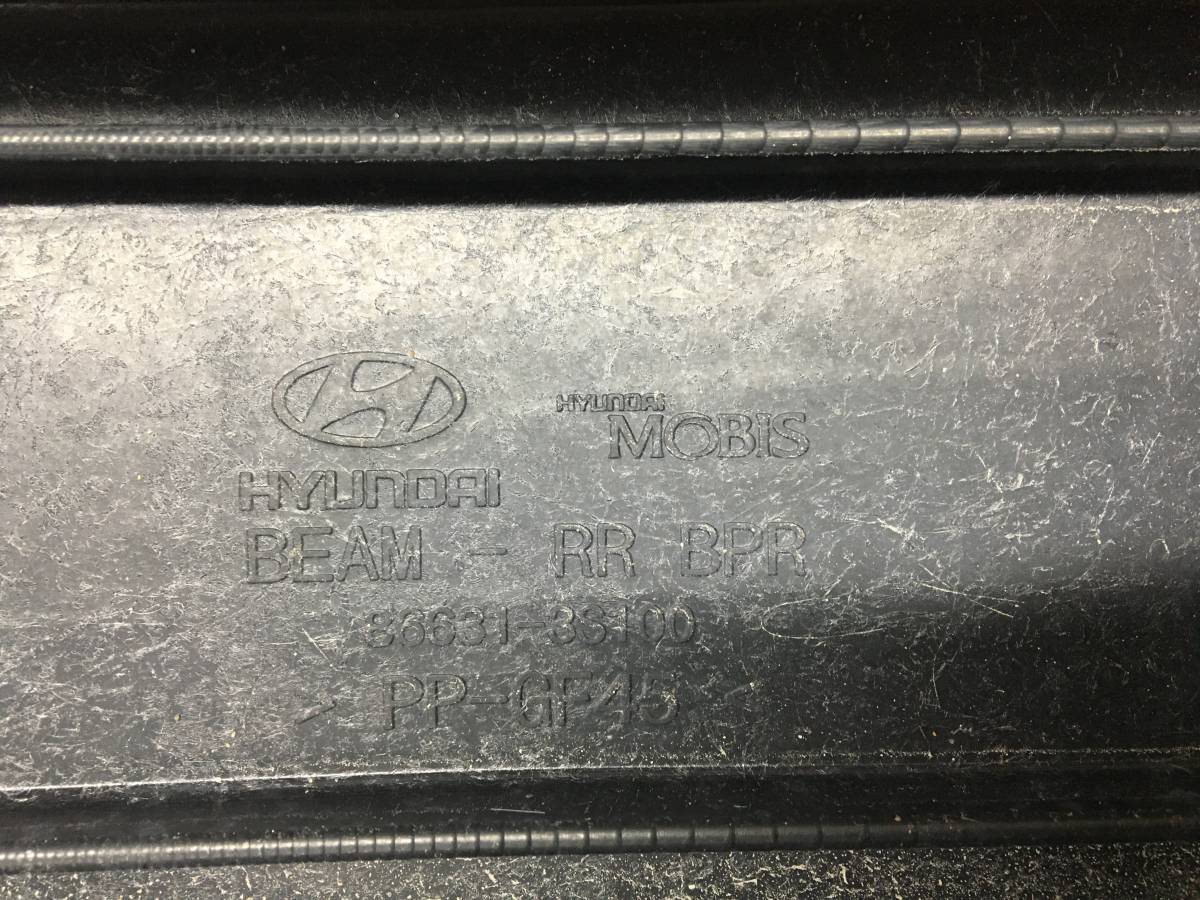 HYUNDAI
MOBIS
HYUNDAI
BEAM - RR BPR
86631-3S100
> PP-GF45